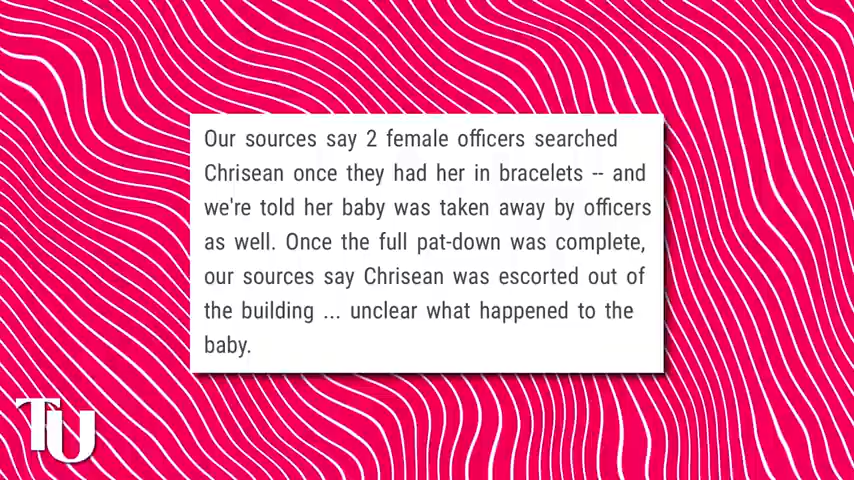 Our sources say 2 female officers searched
Chrisean once they had her in bracelets -- and
we're told her baby was taken away by officers
as well. Once the full pat-down was complete,
our sources say Chrisean was escorted out of
the building ... unclear what happened to the
baby.
TU